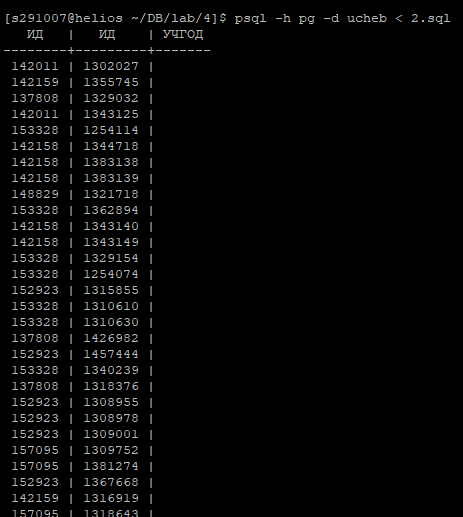 [s291007@helios ~/DB/lab/4]$ psql -h pg -d ucheb < 2.sql
   ИД   |   ИД    | УЧГОД
--------+---------+-------
 142011 | 1302027 |
 142159 | 1355745 |
 137808 | 1329032 |
 142011 | 1343125 |
 153328 | 1254114 |
 142158 | 1344718 |
 142158 | 1383138 |
 142158 | 1383139 |
 148829 | 1321718 |
 153328 | 1362894 |
 142158 | 1343140 |
 142158 | 1343149 |
 153328 | 1329154 |
 153328 | 1254074 |
 152923 | 1315855 |
 153328 | 1310610 |
 153328 | 1310630 |
 137808 | 1426982 |
 152923 | 1457444 |
 153328 | 1340239 |
 137808 | 1318376 |
 152923 | 1308955 |
 152923 | 1308978 |
 152923 | 1309001 |
 157095 | 1309752 |
 157095 | 1381274 |
 152923 | 1367668 |
 142159 | 1316919 |
 157095 | 1318643 |